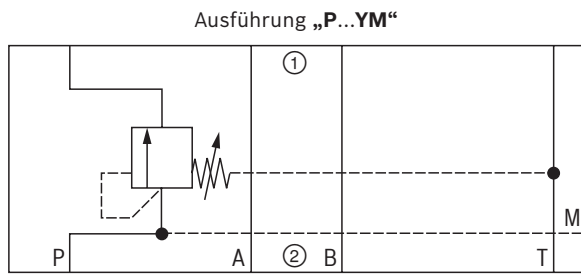 Ausführung „P...YM“
①
M
P A ② B T